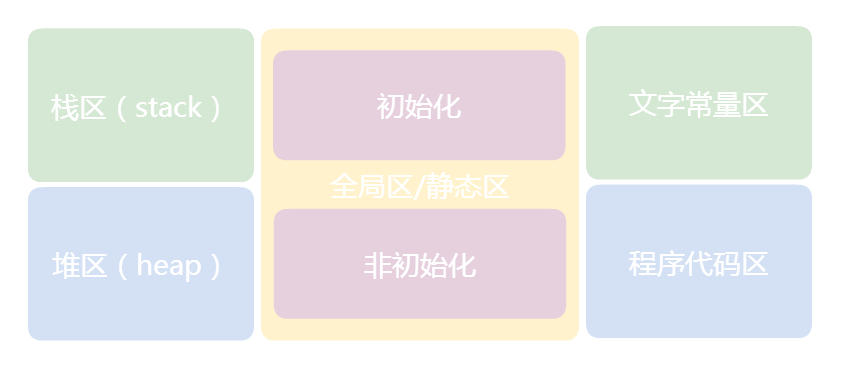 栈区（stack）
堆区（heap）
初始化
全局区/静态区
非初始化
文字常量区
程序代码区